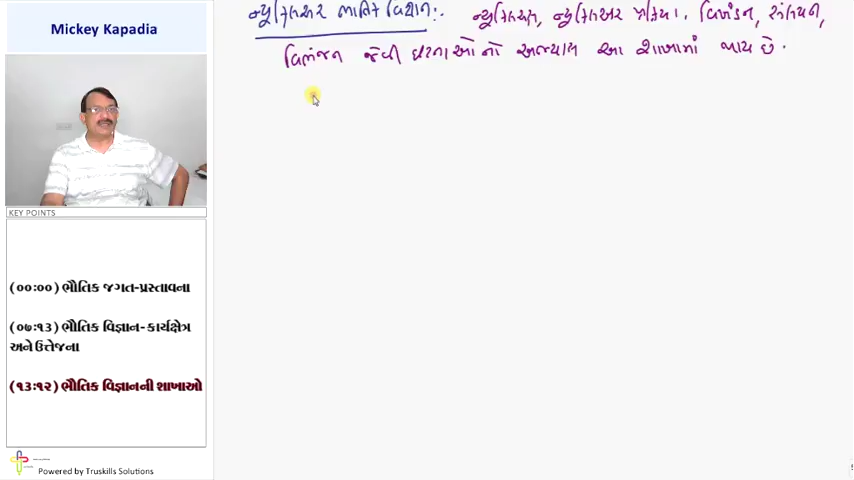 Mickey Kapadia
ન્યુક્લિઅર ભૌતિક વિજ્ઞાન:- ન્યુક્લિયસ, ન્યુક્લિઅર પ્રક્રિયા, વિખંડન, સંલયન,
વિભંજન જેવી ઘટનાઓનો અભ્યાસ આ શાખામાં થાય છે.
KEY POINTS
(૦૦:૦૦) ભૌતિક જગત-પ્રસ્તાવના
(૦૭:૧૩) ભૌતિક વિજ્ઞાન-કાર્યક્ષેત્ર
અને ઉત્તેજના
(૧૩:૧૨) ભૌતિક વિજ્ઞાનની શાખાઓ
Powered by Truskills Solutions